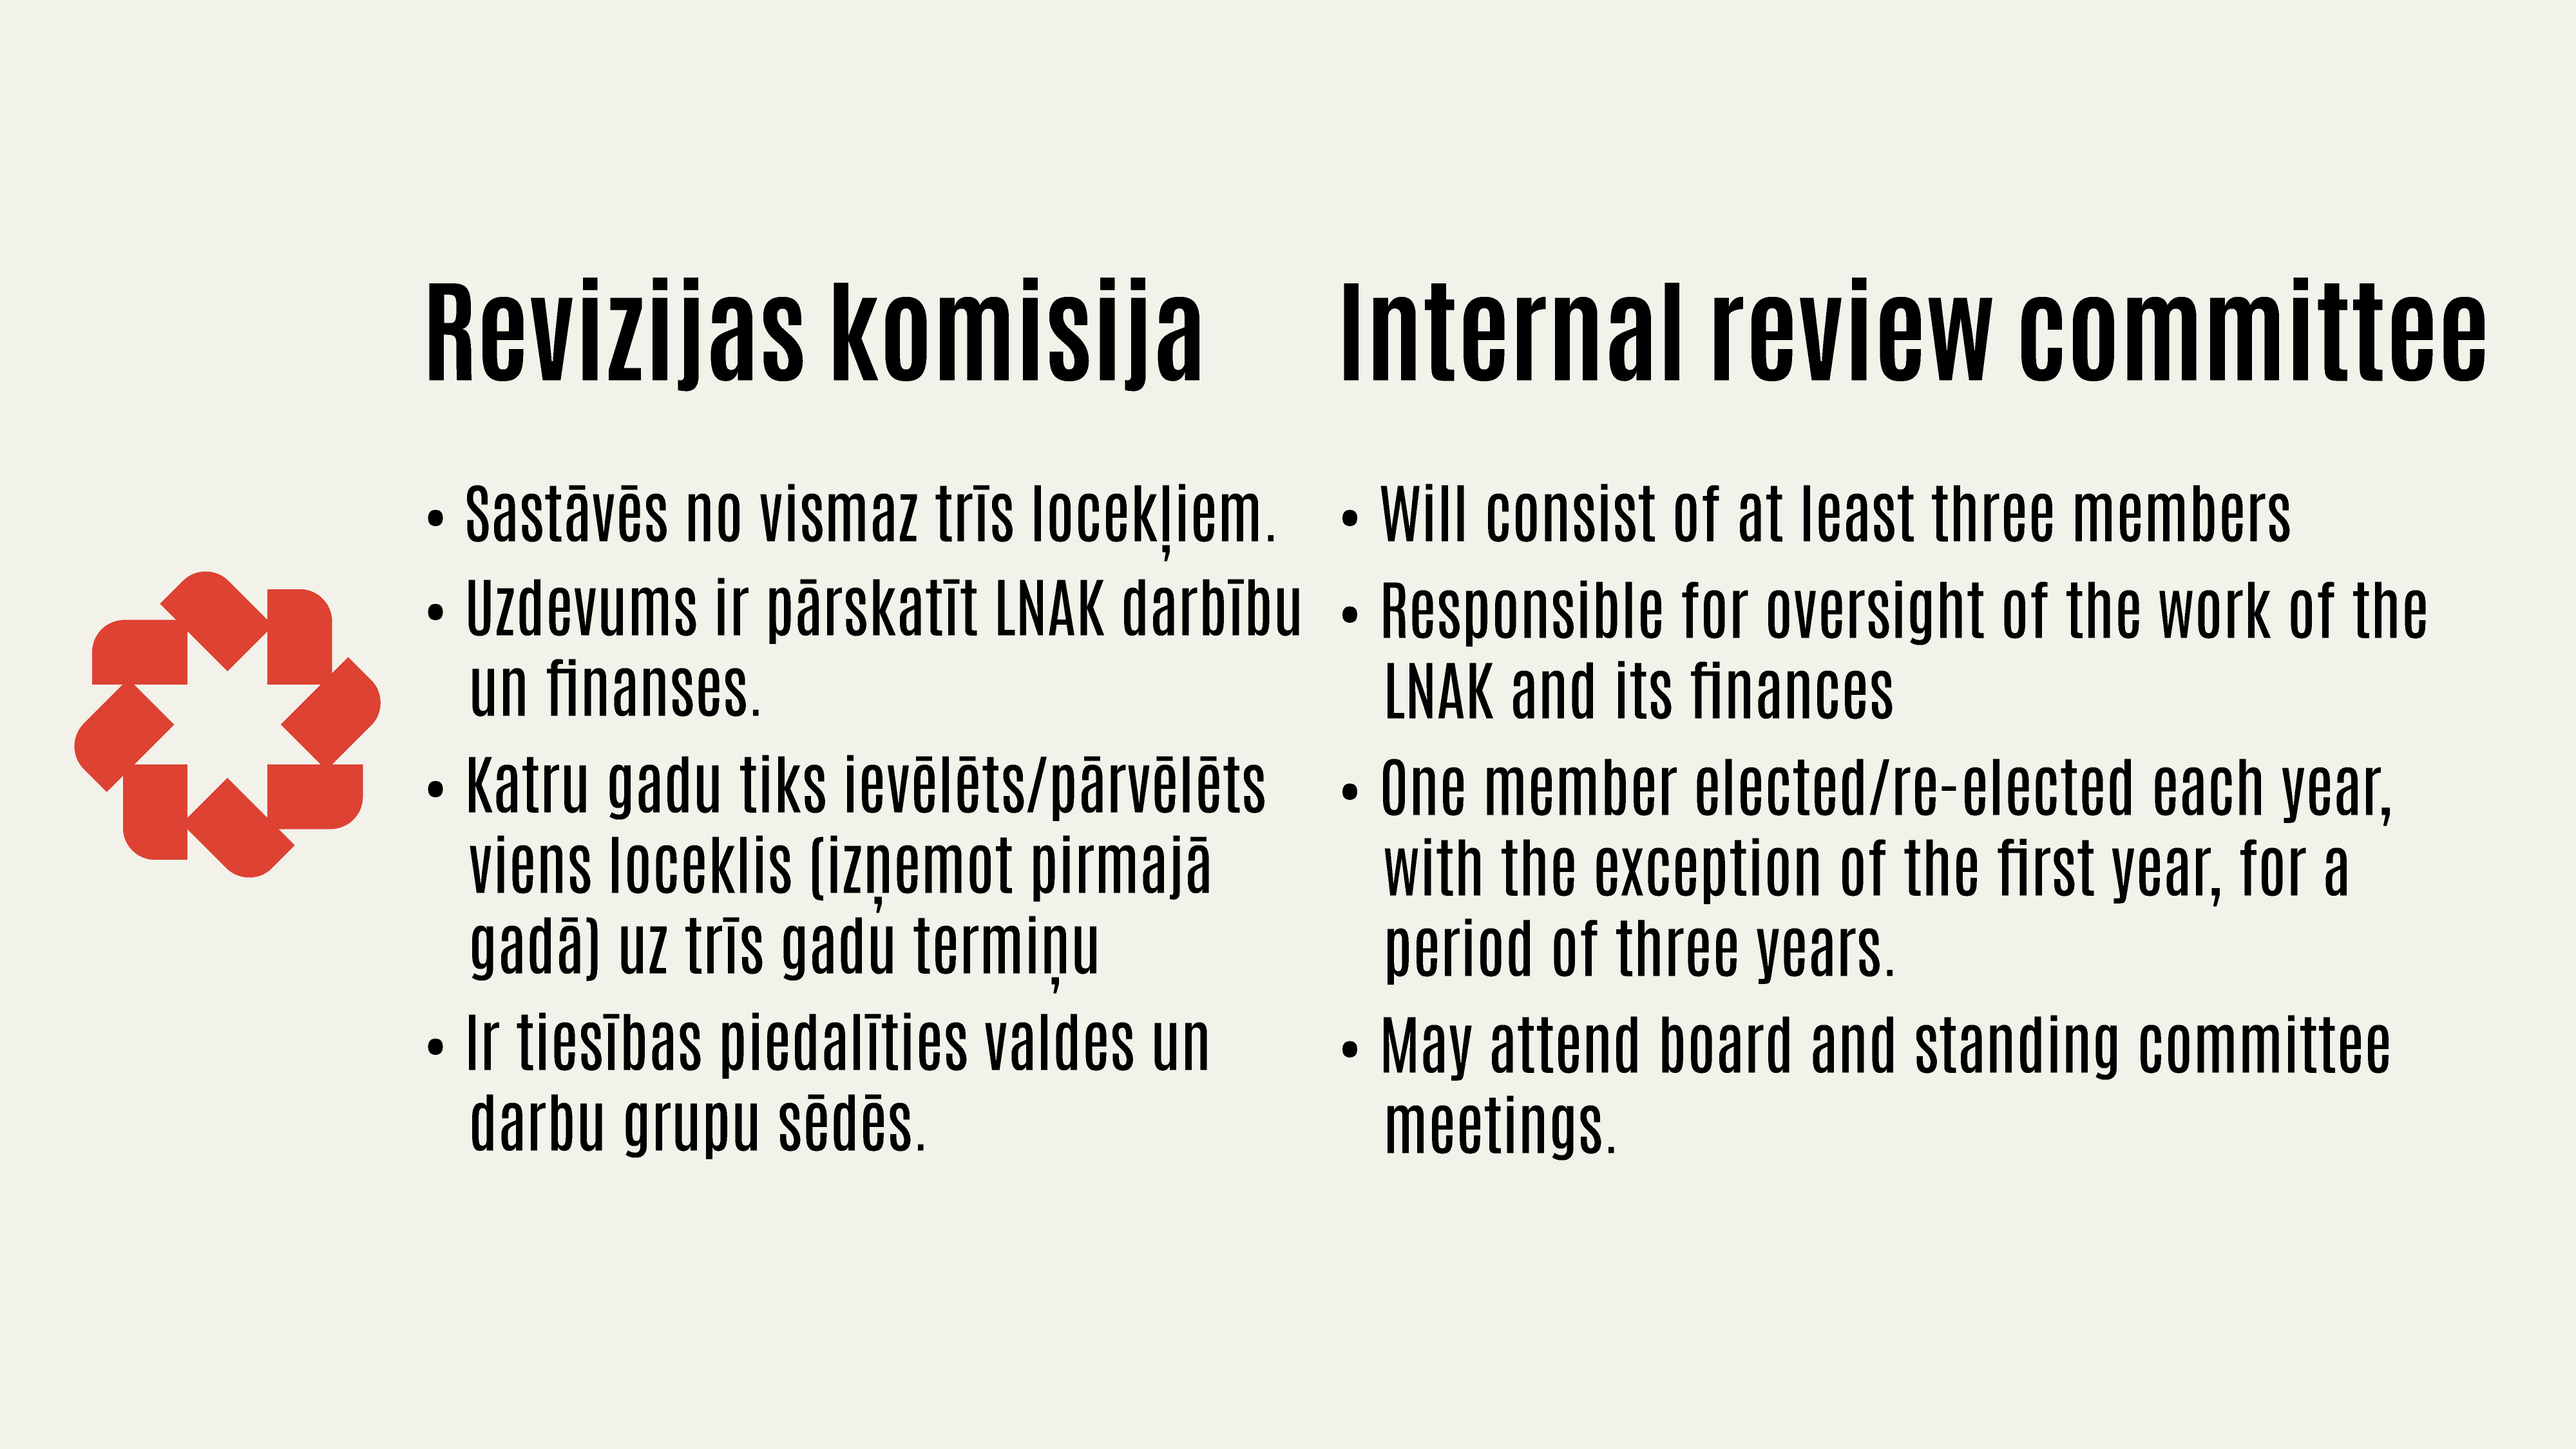 Revizijas komisija
• Sastāvēs no vismaz trīs locekļiem.
• Uzdevums ir pārskatīt LNAK darbību
un finanses.
• Katru gadu tiks ievēlēts/pārvēlēts
viens loceklis (izņemot pirmajā
gadā) uz trīs gadu termiņu
• Ir tiesības piedalīties valdes un
darbu grupu sēdēs.
Internal review committee
• Will consist of at least three members
• Responsible for oversight of the work of the
LNAK and its finances
• One member elected/re-elected each year,
with the exception of the first year, for a
period of three years.
• May attend board and standing committee
meetings.